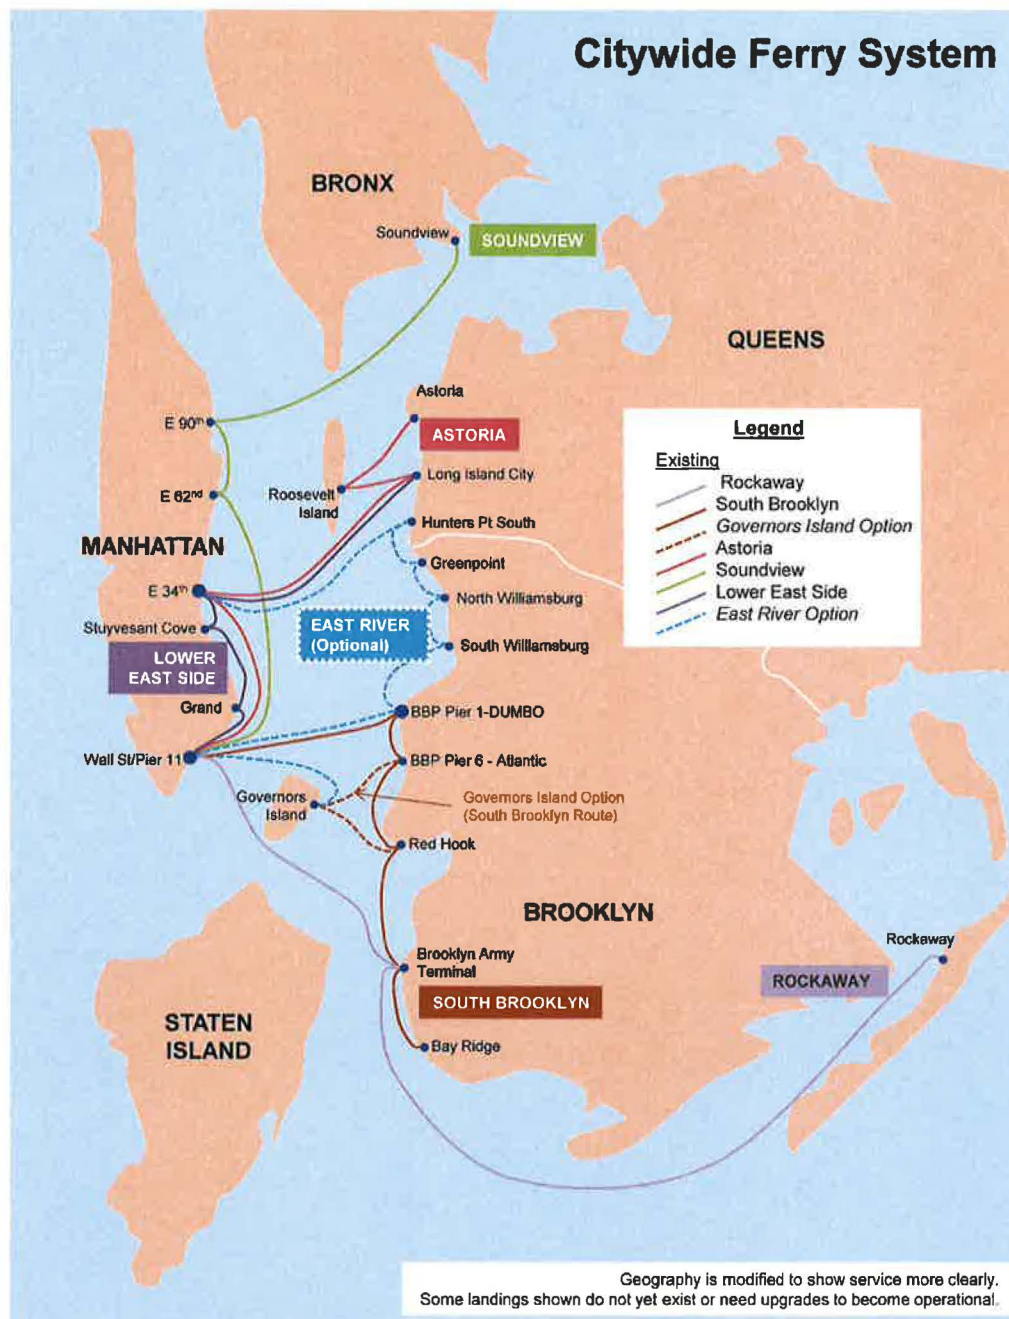 Citywide Ferry System
BRONX
Soundview
SOUNDVIEW
QUEENS
Astoria
E 90th
ASTORIA
Long Island City
E 62nd
Roosevelt
Island
Hunters Pt South
MANHATTAN
Greenpoint
E 34th
North Williamsburg
Stuyvesant Cove
EAST RIVER
(Optional)
South Williamsburg
LOWER
EAST SIDE
Grand
BBP Pier 1-DUMBO
Wall St/Pier 11
BBP Pier 6 - Atlantic
Governors
Island
Governors Island Option
(South Brooklyn Route)
Red Hook
BROOKLYN
Rockaway
Brooklyn Army
Terminal
ROCKAWAY
SOUTH BROOKLYN
STATEN
ISLAND
Bay Ridge
Legend
Existing
Rockaway
South Brooklyn
Governors Island Option
Astoria
Soundview
Lower East Side
East River Option
Geography is modified to show service more clearly.
Some landings shown do not yet exist or need upgrades to become operational.